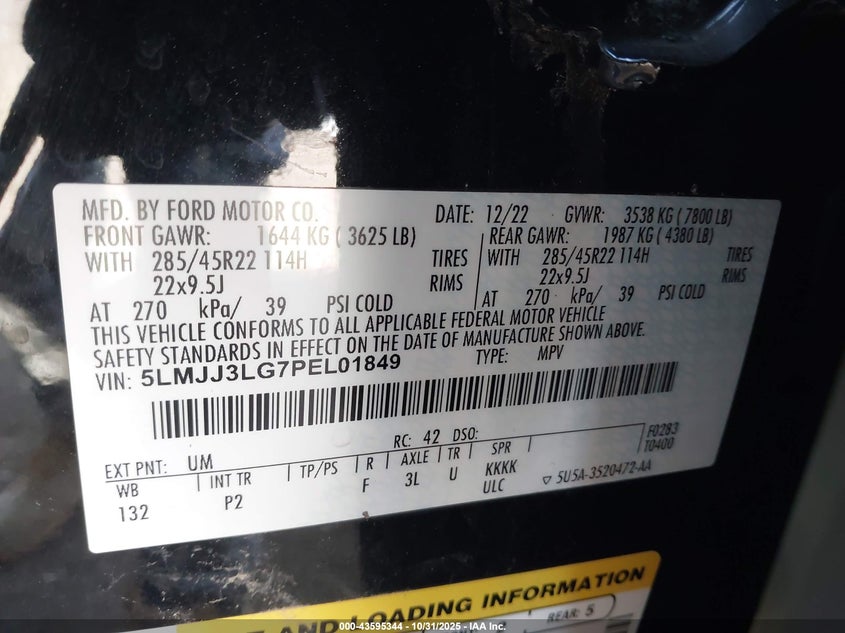 MFD. BY FORD MOTOR CO. DATE: 12/22 GVWR: 3538 KG ( 7800 LB)
FRONT GAWR: 1644 KG ( 3625 LB) REAR GAWR: 1987 KG ( 4380 LB)
WITH 285/45R22 114H TIRES WITH 285/45R22 114H TIRES
22x9.5J RIMS 22x9.5J RIMS
AT 270 kPa/ 39 PSI COLD AT 270 kPa/ 39 PSI COLD
THIS VEHICLE CONFORMS TO ALL APPLICABLE FEDERAL MOTOR VEHICLE
SAFETY STANDARDS IN EFFECT ON THE DATE OF MANUFACTURE SHOWN ABOVE.
VIN: 5LMJJ3LG7PEL01849 TYPE: MPV
F0283
RC: 42 DSO: T0400
EXT PNT: UM
WB INT TR TP/PS R AXLE TR SPR
132 P2 F 3L U KKKK
ULC
5U5A-3520472-AA
AND LOADING INFORMATION
REAR: 5
000-43595344 - 10/31/2025 - IAA Inc.